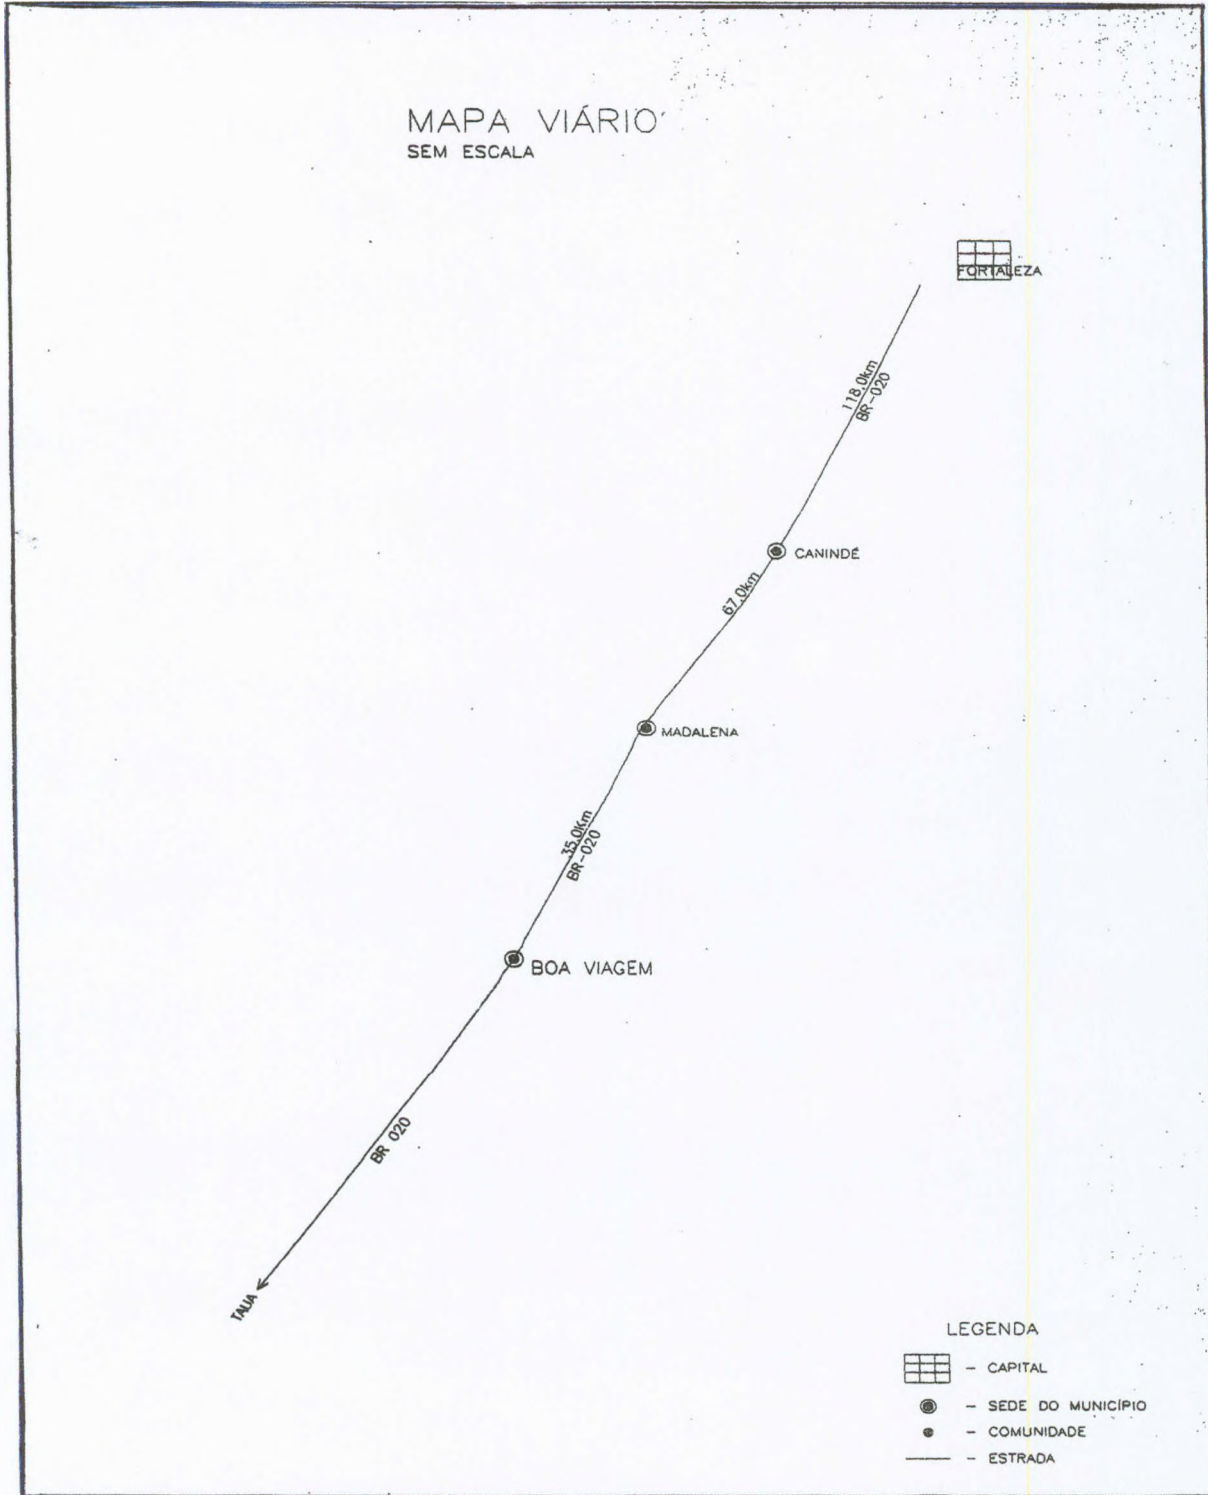 MAPA VIÁRIO
SEM ESCALA
FORTALEZA
118,0km
BR-020
CANINDÉ
67,0km
MADALENA
35,0Km
BR-020
BOA VIAGEM
BR 020
TAUA
LEGENDA
- CAPITAL
- SEDE DO MUNICÍPIO
- COMUNIDADE
- ESTRADA